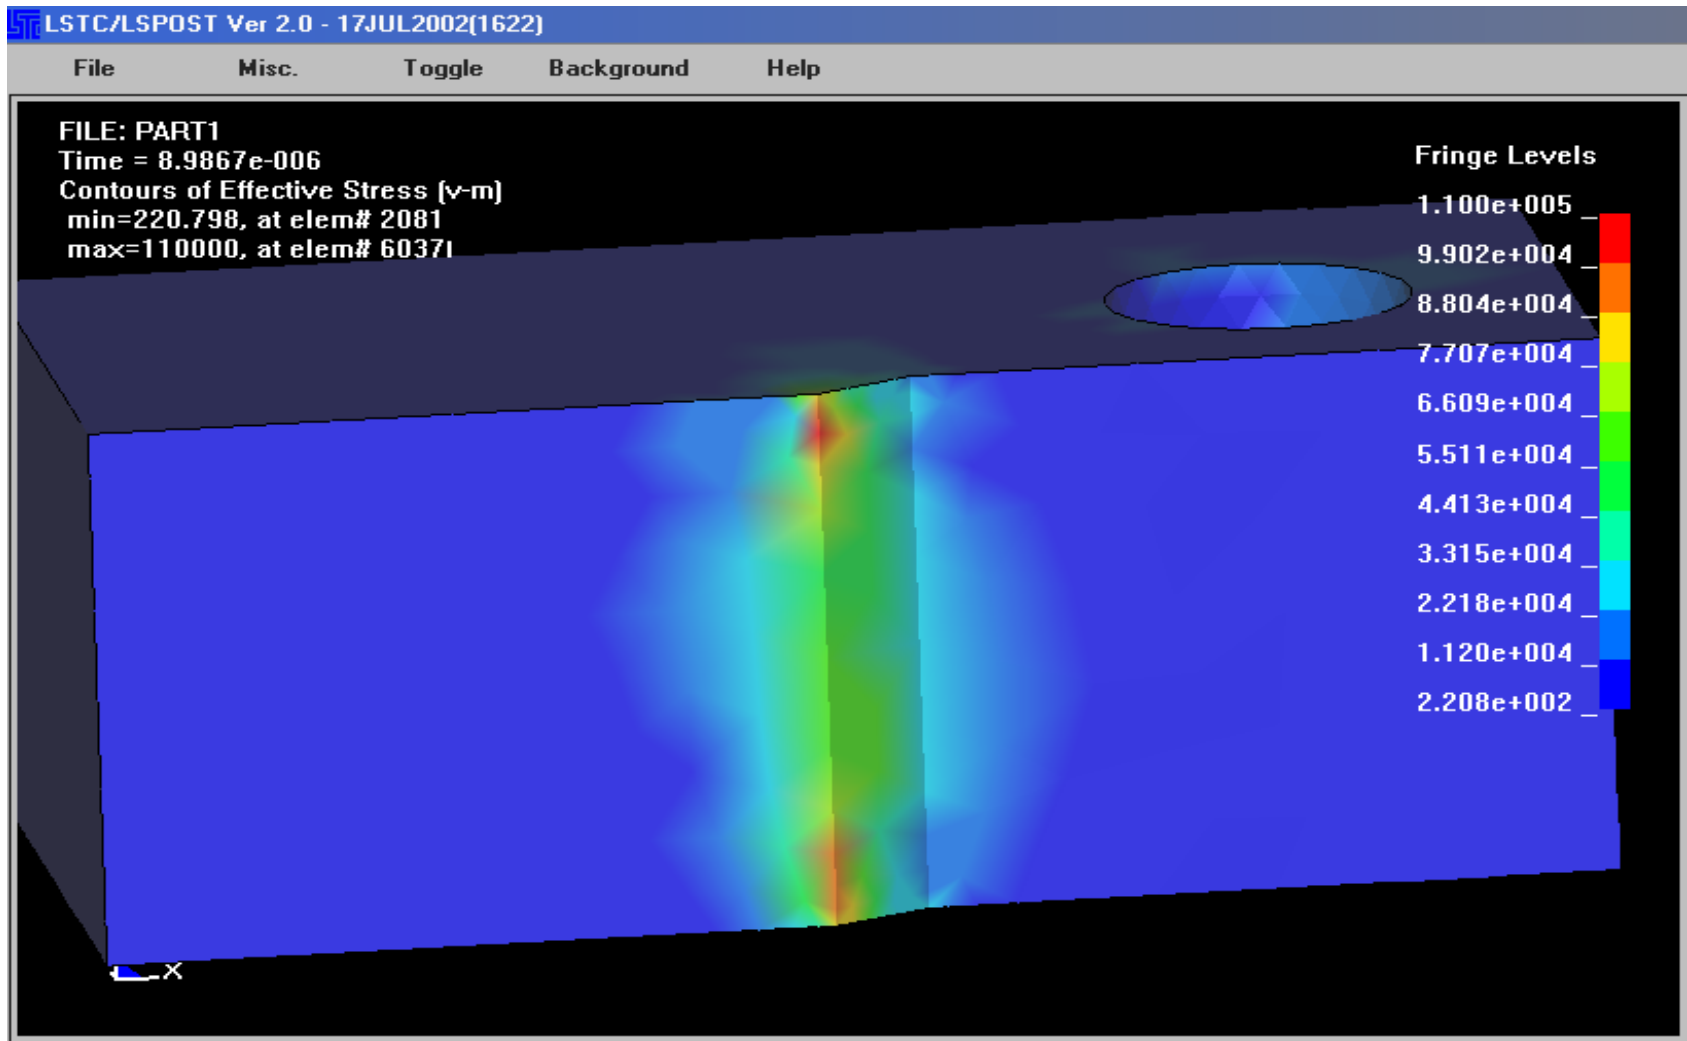 LSTC/LSPOST Ver 2.0 - 17JUL2002(1622)
File Misc. Toggle Background Help
FILE: PART1
Time = 8.9867e-006
Contours of Effective Stress (v-m)
min=220.798, at elem# 2081
max=110000, at elem# 6037
Fringe Levels
1.100e+005
9.902e+004
8.804e+004
7.707e+004
6.609e+004
5.511e+004
4.413e+004
3.315e+004
2.218e+004
1.120e+004
2.208e+002
X